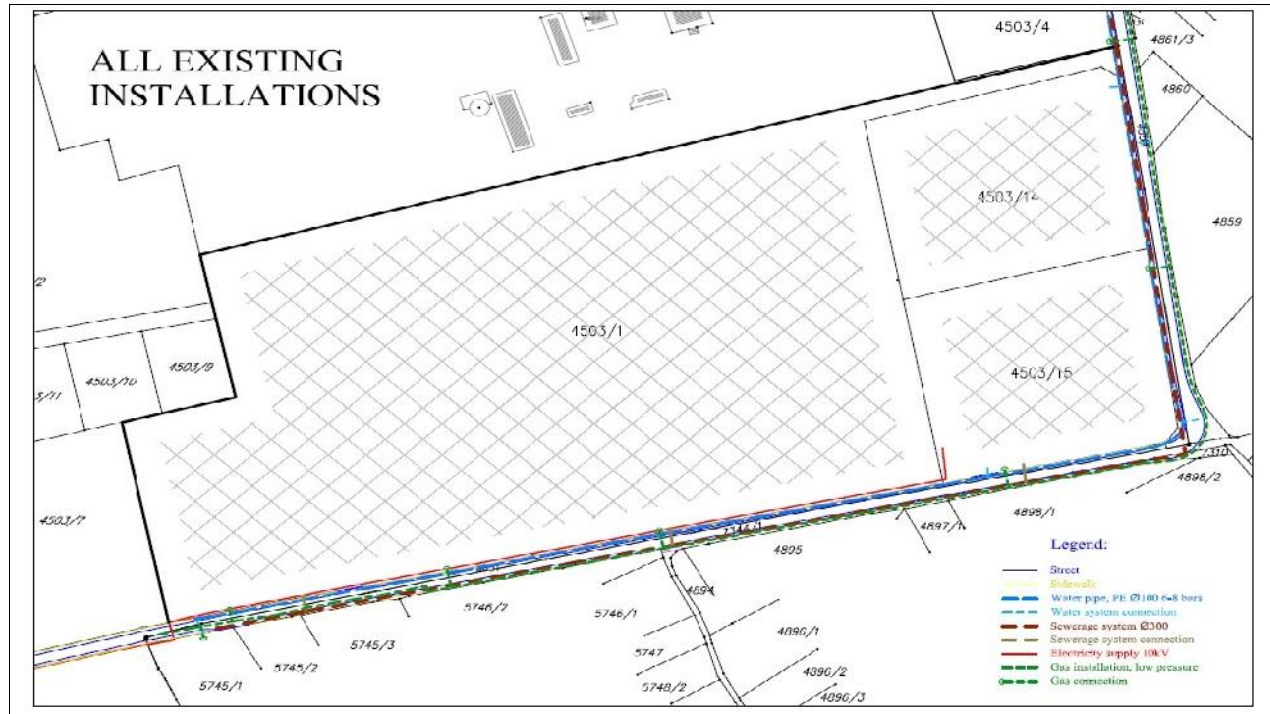 ALL EXISTING
INSTALLATIONS
4503/4
4861/3
4860
4859
4503/14
4503/1
4503/15
4503/10
4503/9
4503/7
4898/2
4898/1
4897/1
4895
4894
5746/2
5746/1
5745/3
5745/2
5745/1
5747
5748/2
4896/1
4896/2
4896/3
Legend:
Street
Sidewalk
Water pipe, PE Ø100 6-8 bars
Water system connection
Sewerage system Ø300
Sewerage system connection
Electricity supply 10kV
Gas installation, low pressure
Gas connection